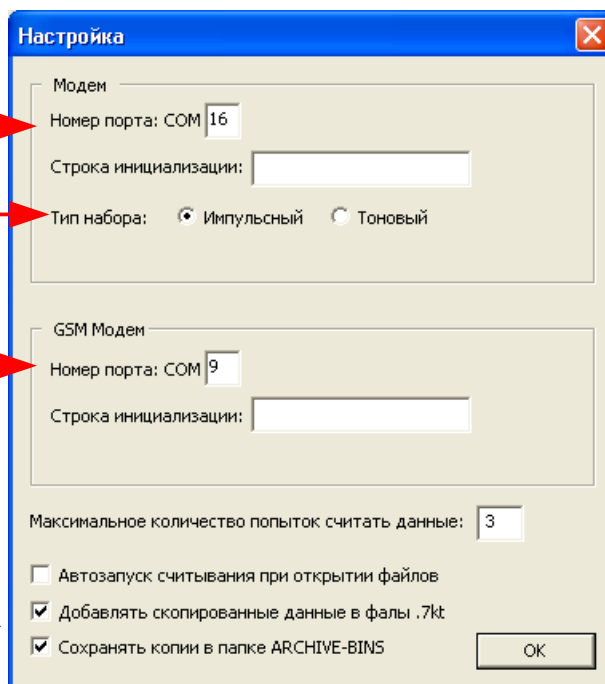 Настройка
Модем
Номер порта: COM 16
Строка инициализации:
Тип набора: Импульсный Тоновый
GSM Модем
Номер порта: COM 9
Строка инициализации:
Максимальное количество попыток считать данные: 3
Автозапуск считывания при открытии файлов
Добавлять скопированные данные в фалы .7kt
Сохранять копии в папке ARCHIVE-BINS
OK